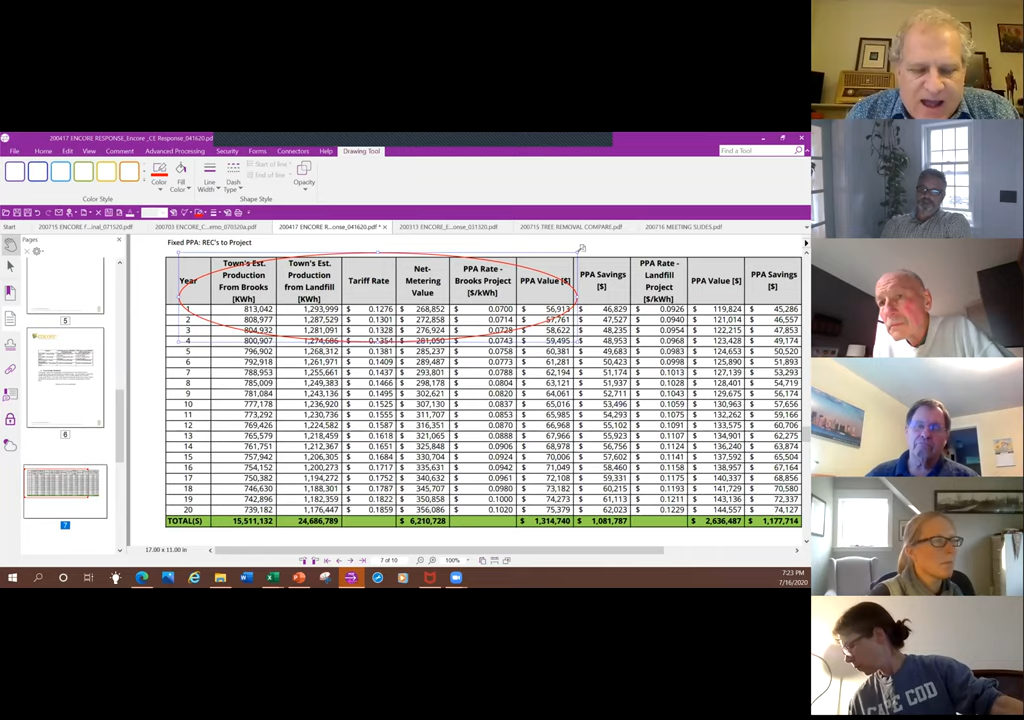 200417 ENCORE RESPONSE_Encore _CE Response_041620.pdf
File Home Edit View Comment Advanced Processing Security Forms Connectors Help Drawing Tool
Find a Tool
Start of line
End of line
Color Fill Color Line Width Dash Type Opacity
Color Style Shape Style
Start 200715 ENCORE F...inal_071520.pdf 200703 ENCORE_C...emo_070320a.pdf 200417 ENCORE R...onse_041620.pdf * 200313 ENCORE_E...onse_031320.pdf 200715 TREE REMOVAL COMPARE.pdf 200716 MEETING SLIDES.pdf
Pages
Fixed PPA: REC's to Project
Year Town's Est. Production From Brooks [KWh] Town's Est. Production from Landfill [KWh] Tariff Rate Net-Metering Value PPA Rate - Brooks Project [$/kWh] PPA Value [$] PPA Savings [$] PPA Rate - Landfill Project [$/kWh] PPA Value [$] PPA Savings [$]
1 813,042 1,293,999 $ 0.1276 $ 268,852 $ 0.0700 $ 56,913 $ 46,829 $ 0.0926 $ 119,824 $ 45,286
2 808,977 1,287,529 $ 0.1301 $ 272,858 $ 0.0714 $ 57,761 $ 47,527 $ 0.0940 $ 121,014 $ 46,557
3 804,932 1,281,091 $ 0.1328 $ 276,924 $ 0.0728 $ 58,622 $ 48,235 $ 0.0954 $ 122,215 $ 47,853
4 800,907 1,274,686 $ 0.1354 $ 281,050 $ 0.0743 $ 59,495 $ 48,953 $ 0.0968 $ 123,428 $ 49,174
5 796,902 1,268,312 $ 0.1381 $ 285,237 $ 0.0758 $ 60,381 $ 49,683 $ 0.0983 $ 124,653 $ 50,520
6 792,918 1,261,971 $ 0.1409 $ 289,487 $ 0.0773 $ 61,281 $ 50,423 $ 0.0998 $ 125,890 $ 51,893
7 788,953 1,255,661 $ 0.1437 $ 293,801 $ 0.0788 $ 62,194 $ 51,174 $ 0.1013 $ 127,139 $ 53,293
8 785,009 1,249,383 $ 0.1466 $ 298,178 $ 0.0804 $ 63,121 $ 51,937 $ 0.1028 $ 128,401 $ 54,719
9 781,084 1,243,136 $ 0.1495 $ 302,621 $ 0.0820 $ 64,061 $ 52,711 $ 0.1043 $ 129,675 $ 56,174
10 777,178 1,236,920 $ 0.1525 $ 307,130 $ 0.0837 $ 65,016 $ 53,496 $ 0.1059 $ 130,963 $ 57,656
11 773,292 1,230,736 $ 0.1555 $ 311,707 $ 0.0853 $ 65,985 $ 54,293 $ 0.1075 $ 132,262 $ 59,166
12 769,426 1,224,582 $ 0.1587 $ 316,351 $ 0.0870 $ 66,968 $ 55,102 $ 0.1091 $ 133,575 $ 60,706
13 765,579 1,218,459 $ 0.1618 $ 321,065 $ 0.0888 $ 67,966 $ 55,923 $ 0.1107 $ 134,901 $ 62,275
14 761,751 1,212,367 $ 0.1651 $ 325,848 $ 0.0906 $ 68,978 $ 56,756 $ 0.1124 $ 136,240 $ 63,874
15 757,942 1,206,305 $ 0.1684 $ 330,704 $ 0.0924 $ 70,006 $ 57,602 $ 0.1141 $ 137,592 $ 65,504
16 754,152 1,200,273 $ 0.1717 $ 335,631 $ 0.0942 $ 71,049 $ 58,460 $ 0.1158 $ 138,957 $ 67,164
17 750,382 1,194,272 $ 0.1752 $ 340,632 $ 0.0961 $ 72,108 $ 59,331 $ 0.1175 $ 140,337 $ 68,856
18 746,630 1,188,300 $ 0.1787 $ 345,707 $ 0.0980 $ 73,182 $ 60,215 $ 0.1193 $ 141,729 $ 70,580
19 742,896 1,182,359 $ 0.1822 $ 350,858 $ 0.1000 $ 74,273 $ 61,113 $ 0.1211 $ 143,136 $ 72,337
20 739,182 1,176,447 $ 0.1859 $ 356,086 $ 0.1020 $ 75,379 $ 62,023 $ 0.1229 $ 144,557 $ 74,127
TOTAL(S) 15,511,132 24,686,789 $ 6,210,728 $ 1,314,740 $ 1,081,787 $ 2,636,487 $ 1,177,714
5
6
7
17.00 x 11.00 in
7 of 10
100%
7:23 PM
7/16/2020
CAPE COD